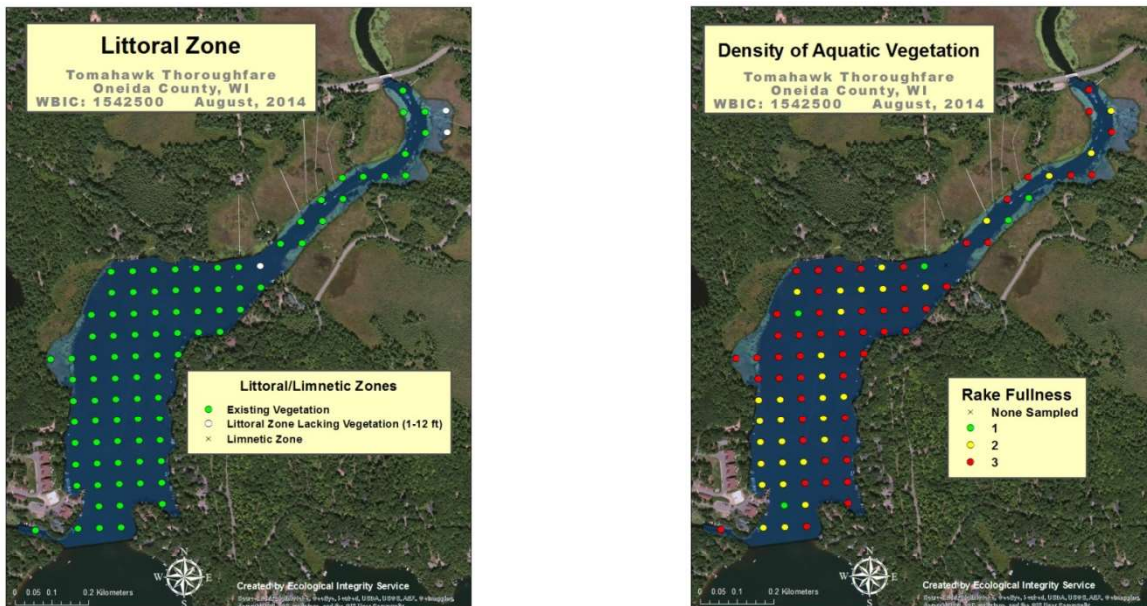 Littoral Zone
Tomahawk Thoroughfare
Oneida County, WI
WBIC: 1542500 August, 2014
Littoral/Limnetic Zones
Existing Vegetation
Littoral Zone Lacking Vegetation (1-12 ft)
× Limnetic Zone
N
W E
S
0 0.05 0.1 0.2 Kilometers
Created by Ecological Integrity Service
Density of Aquatic Vegetation
Tomahawk Thoroughfare
Oneida County, WI
WBIC: 1542500 August, 2014
Rake Fullness
× None Sampled
1
2
3
N
W E
S
0 0.05 0.1 0.2 Kilometers
Created by Ecological Integrity Service